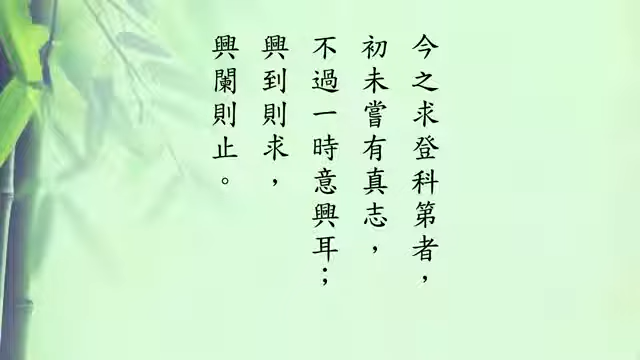 今之求登科第者，
初未嘗有真志，
不過一時意興耳；
興到則求，
興闌則止。